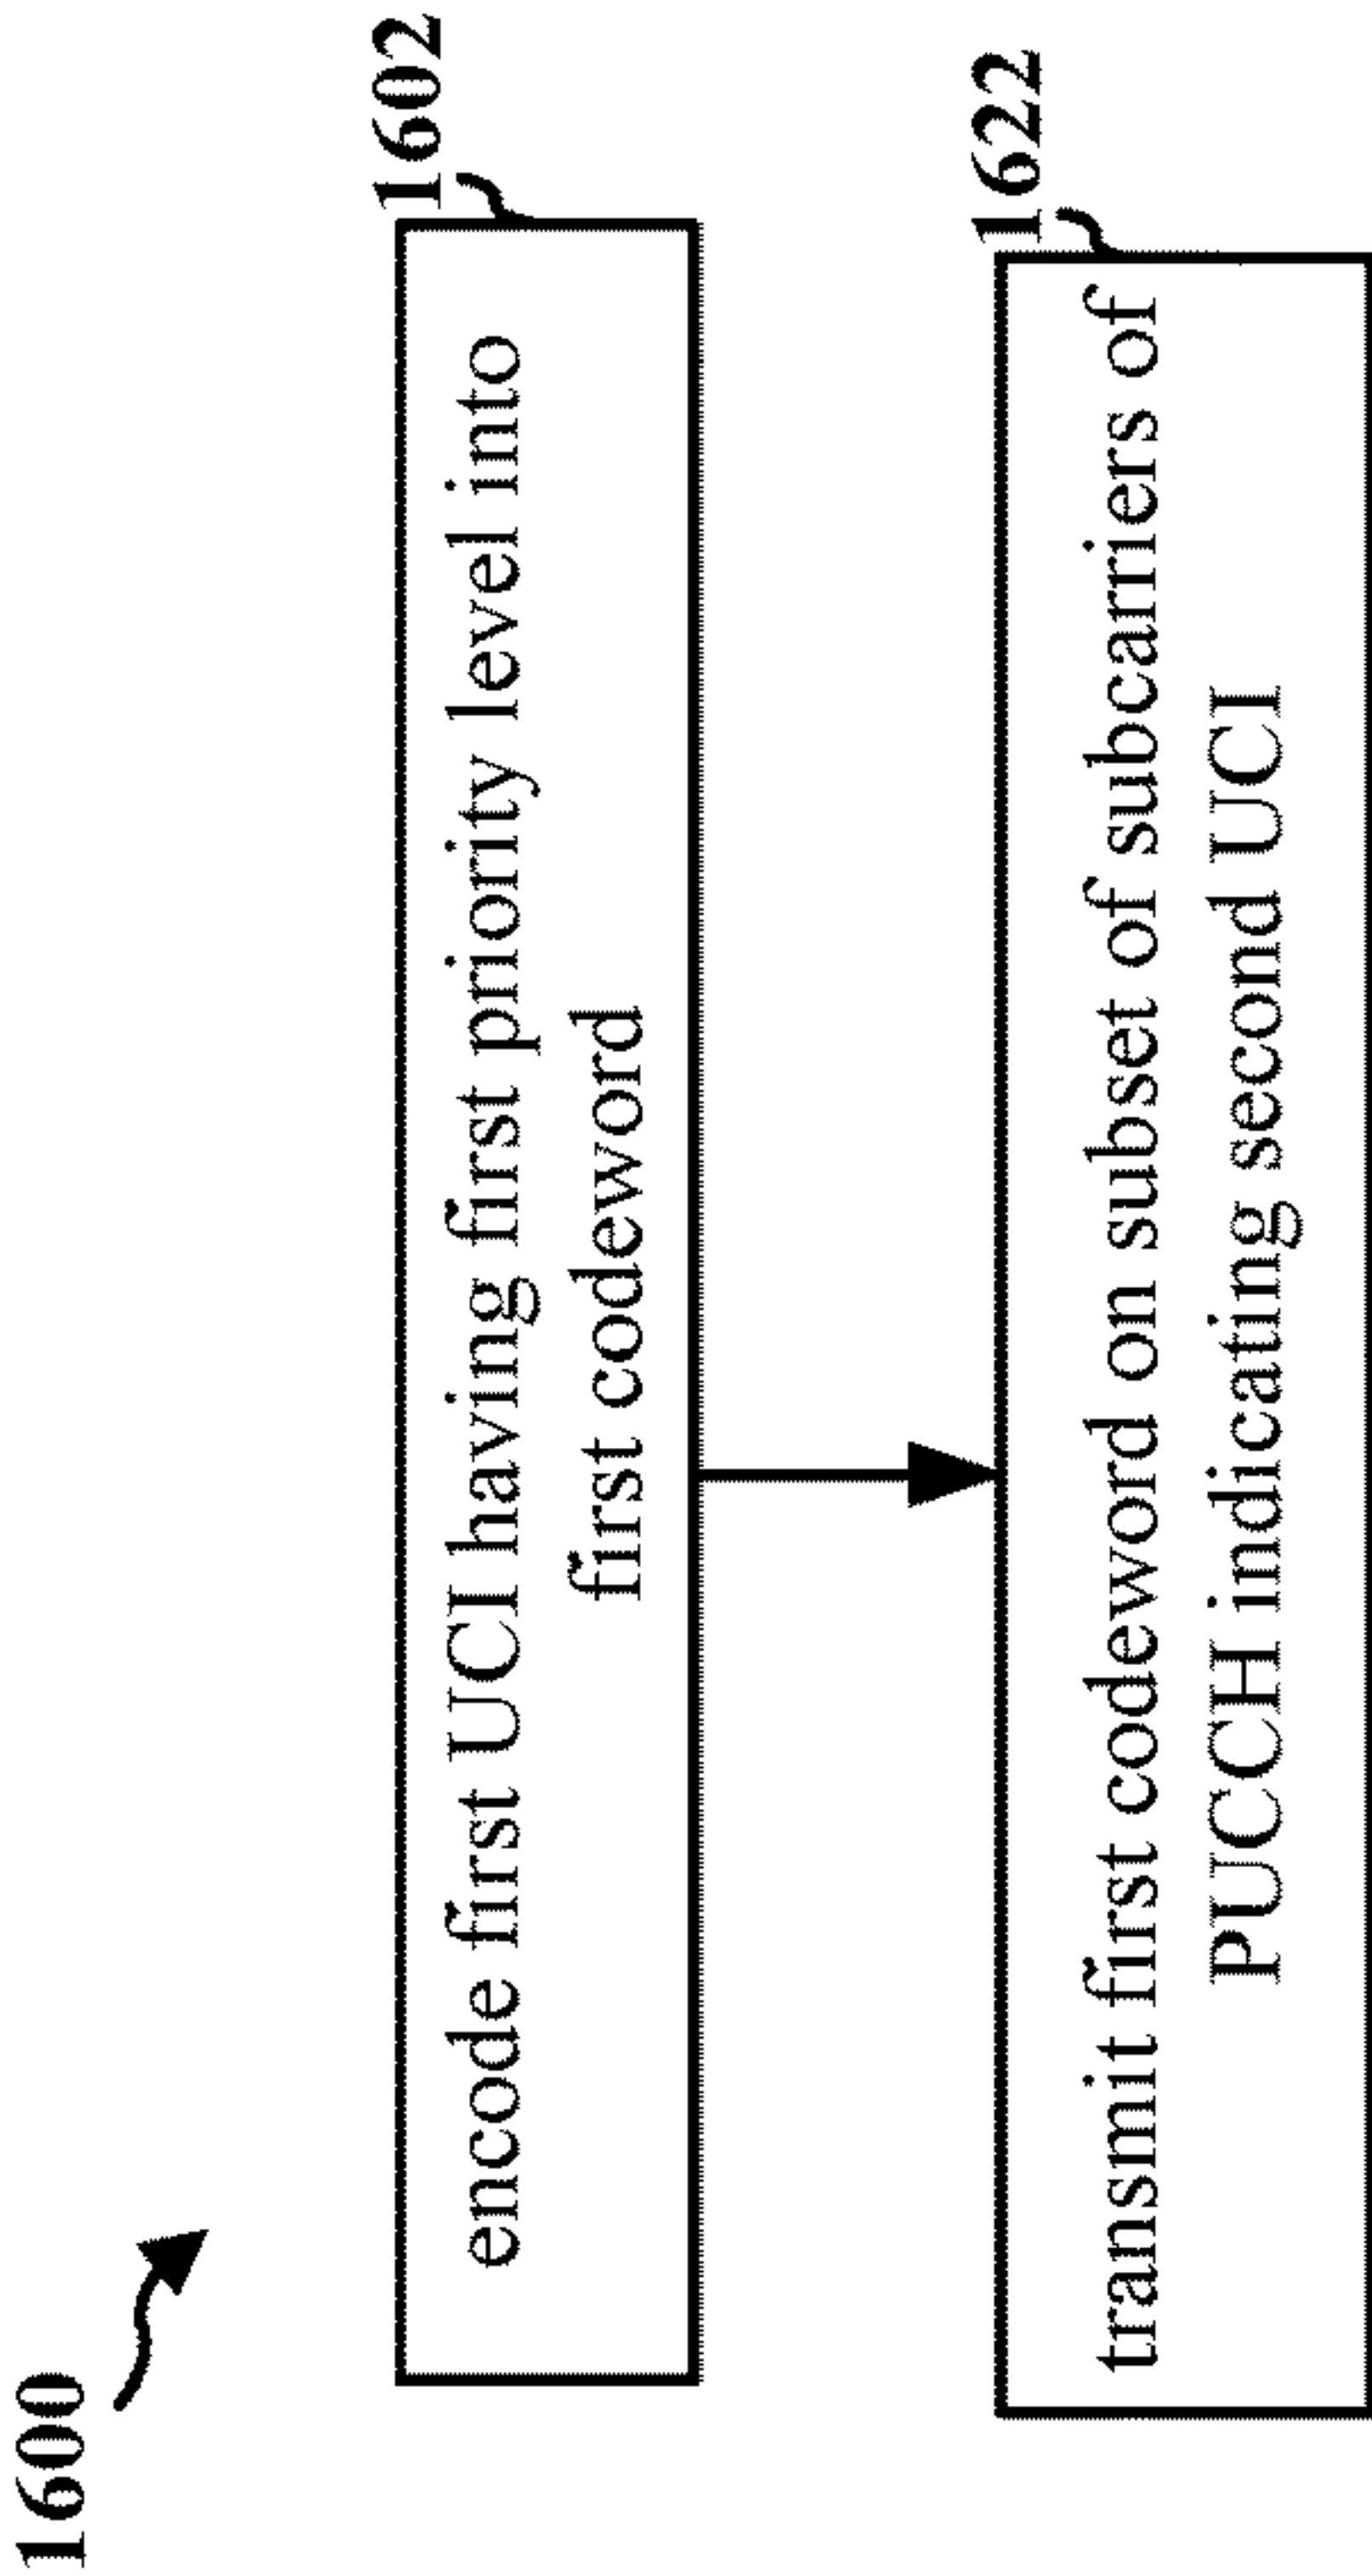 1600
1602
encode first UCI having first priority level into
first codeword
1622
transmit first codeword on subset of subcarriers of
PUCCH indicating second UCI